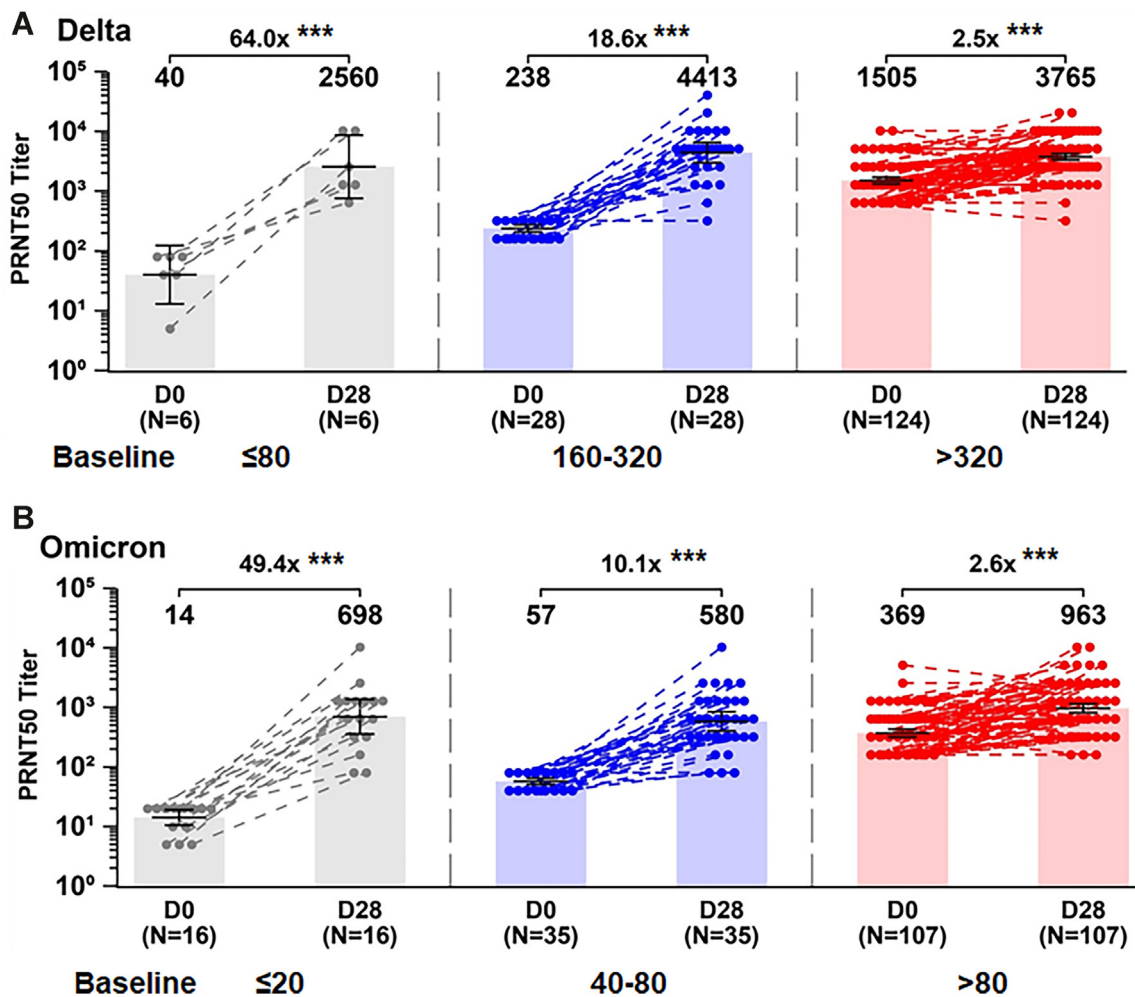 A Delta
64.0x *** 18.6x *** 2.5x ***
40 2560 238 4413 1505 3765
PRNT50 Titer
10⁵
10⁴
10³
10²
10¹
10⁰
D0 D28 D0 D28 D0 D28
(N=6) (N=6) (N=28) (N=28) (N=124) (N=124)
Baseline ≤80 160-320 >320
B Omicron
49.4x *** 10.1x *** 2.6x ***
14 698 57 580 369 963
PRNT50 Titer
10⁵
10⁴
10³
10²
10¹
10⁰
D0 D28 D0 D28 D0 D28
(N=16) (N=16) (N=35) (N=35) (N=107) (N=107)
Baseline ≤20 40-80 >80